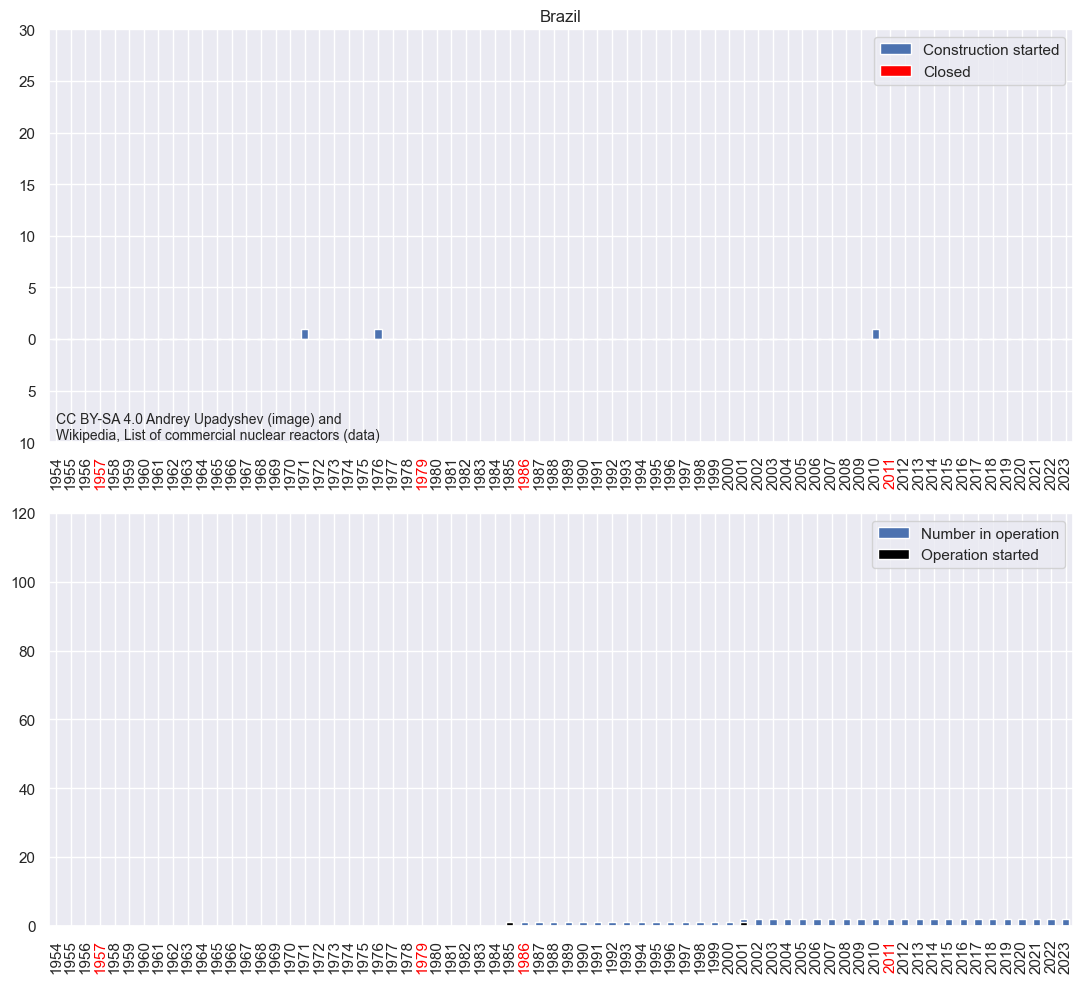 Brazil
30
25
20
15
10
5
0
5
10
Construction started
Closed
CC BY-SA 4.0 Andrey Upadyshev (image) and
Wikipedia, List of commercial nuclear reactors (data)
1954 1955 1956 1957 1958 1959 1960 1961 1962 1963 1964 1965 1966 1967 1968 1969 1970 1971 1972 1973 1974 1975 1976 1977 1978 1979 1980 1981 1982 1983 1984 1985 1986 1987 1988 1989 1990 1991 1992 1993 1994 1995 1996 1997 1998 1999 2000 2001 2002 2003 2004 2005 2006 2007 2008 2009 2010 2011 2012 2013 2014 2015 2016 2017 2018 2019 2020 2021 2022 2023
120
100
80
60
40
20
0
Number in operation
Operation started
1954 1955 1956 1957 1958 1959 1960 1961 1962 1963 1964 1965 1966 1967 1968 1969 1970 1971 1972 1973 1974 1975 1976 1977 1978 1979 1980 1981 1982 1983 1984 1985 1986 1987 1988 1989 1990 1991 1992 1993 1994 1995 1996 1997 1998 1999 2000 2001 2002 2003 2004 2005 2006 2007 2008 2009 2010 2011 2012 2013 2014 2015 2016 2017 2018 2019 2020 2021 2022 2023